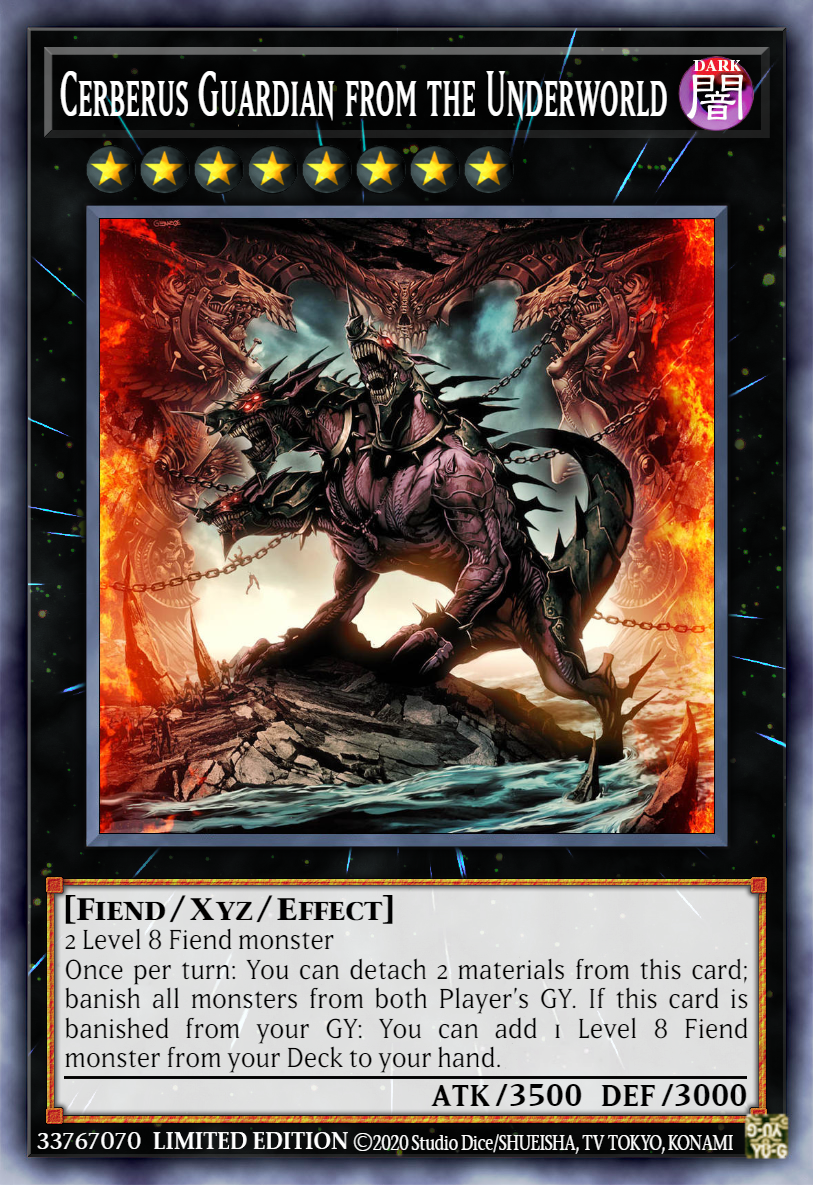 Cerberus Guardian from the Underworld
DARK
闇
[Fiend/Xyz/Effect]
2 Level 8 Fiend monster
Once per turn: You can detach 2 materials from this card;
banish all monsters from both Player's GY. If this card is
banished from your GY: You can add 1 Level 8 Fiend
monster from your Deck to your hand.
ATK/3500 DEF/3000
33767070 LIMITED EDITION ©2020 Studio Dice/SHUEISHA, TV TOKYO, KONAMI